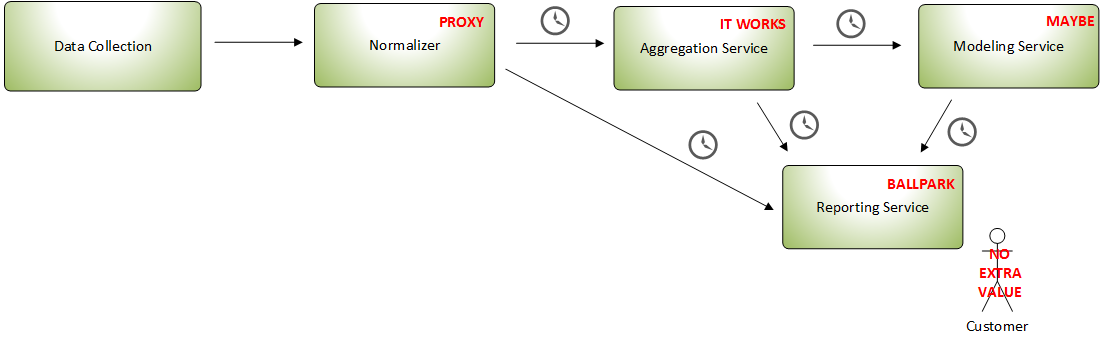 Data Collection
PROXY
Normalizer
IT WORKS
Aggregation Service
MAYBE
Modeling Service
BALLPARK
Reporting Service
NO
EXTRA
VALUE
Customer